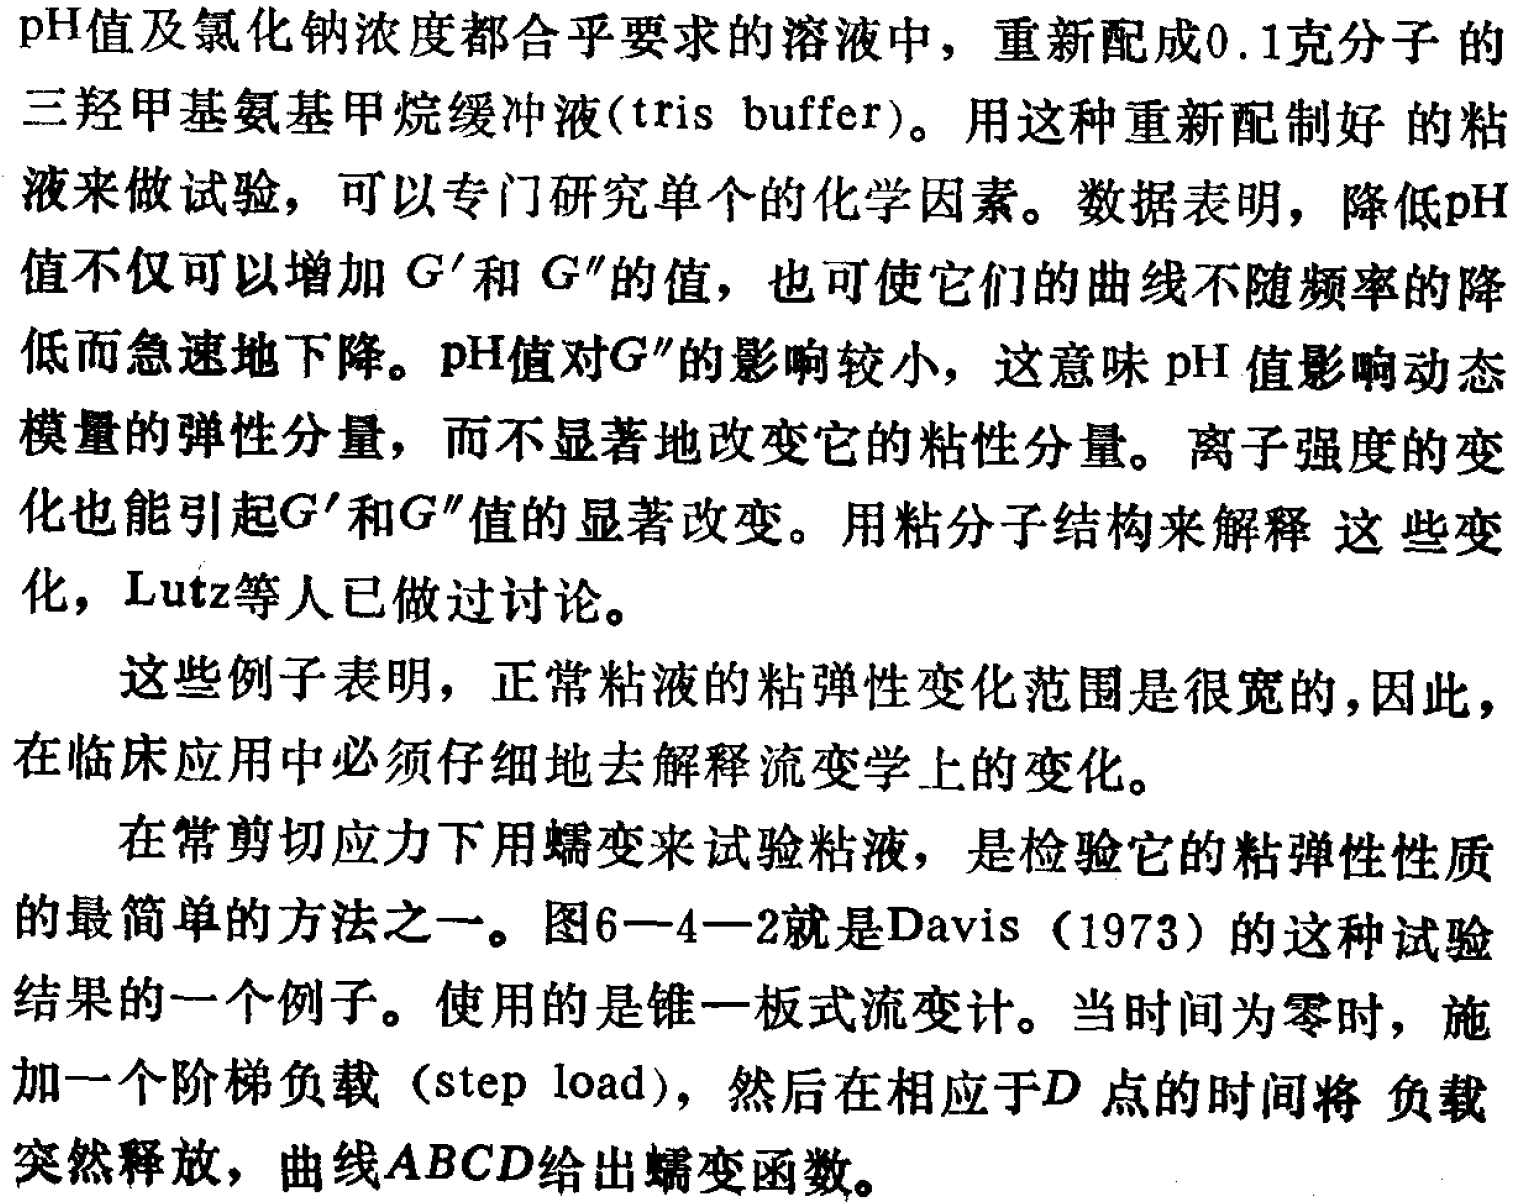 pH值及氯化钠浓度都合乎要求的溶液中，重新配成0.1克分子的
三羟甲基氨基甲烷缓冲液(tris buffer)。用这种重新配制好的粘
液来做试验，可以专门研究单个的化学因素。数据表明，降低pH
值不仅可以增加 G′和 G″的值，也可使它们的曲线不随频率的降
低而急速地下降。pH值对G″的影响较小，这意味 pH 值影响动态
模量的弹性分量，而不显著地改变它的粘性分量。离子强度的变
化也能引起G′和G″值的显著改变。用粘分子结构来解释这些变
化，Lutz等人已做过讨论。
这些例子表明，正常粘液的粘弹性变化范围是很宽的，因此，
在临床应用中必须仔细地去解释流变学上的变化。
在常剪切应力下用蠕变来试验粘液，是检验它的粘弹性性质
的最简单的方法之一。图6—4—2就是Davis（1973）的这种试验
结果的一个例子。使用的是锥—板式流变计。当时间为零时，施
加一个阶梯负载（step load)，然后在相应于D 点的时间将负载
突然释放，曲线ABCD给出蠕变函数。